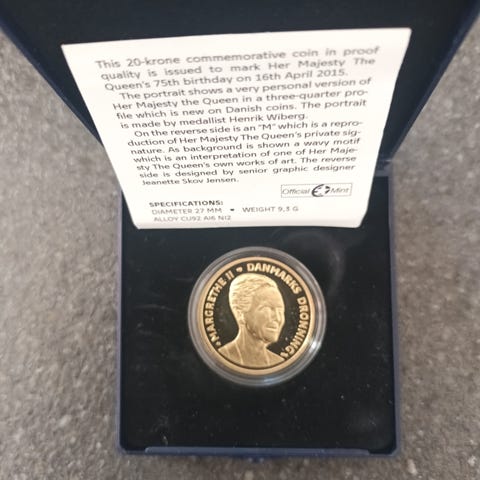 This 20-krone commemorative coin in proof
quality is issued to mark Her Majesty The
Queen's 75th birthday on 16th April 2015.
The portrait shows a very personal version of
Her Majesty the Queen in a three-quarter pro-
file which is new on Danish coins. The portrait
is made by medallist Henrik Wiberg.
On the reverse side is an "M" which is a repro-
duction of Her Majesty The Queen's private sig-
nature. As background is shown a wavy motif
which is an interpretation of one of Her Maje-
sty The Queen's own works of art. The reverse
side is designed by senior graphic designer
Jeanette Skov Jensen.
Official Mint
SPECIFICATIONS:
DIAMETER 27 MM • WEIGHT 9,3 G
ALLOY CU92 Al6 NI2
MARGRETHE II DANMARKS DRONNING